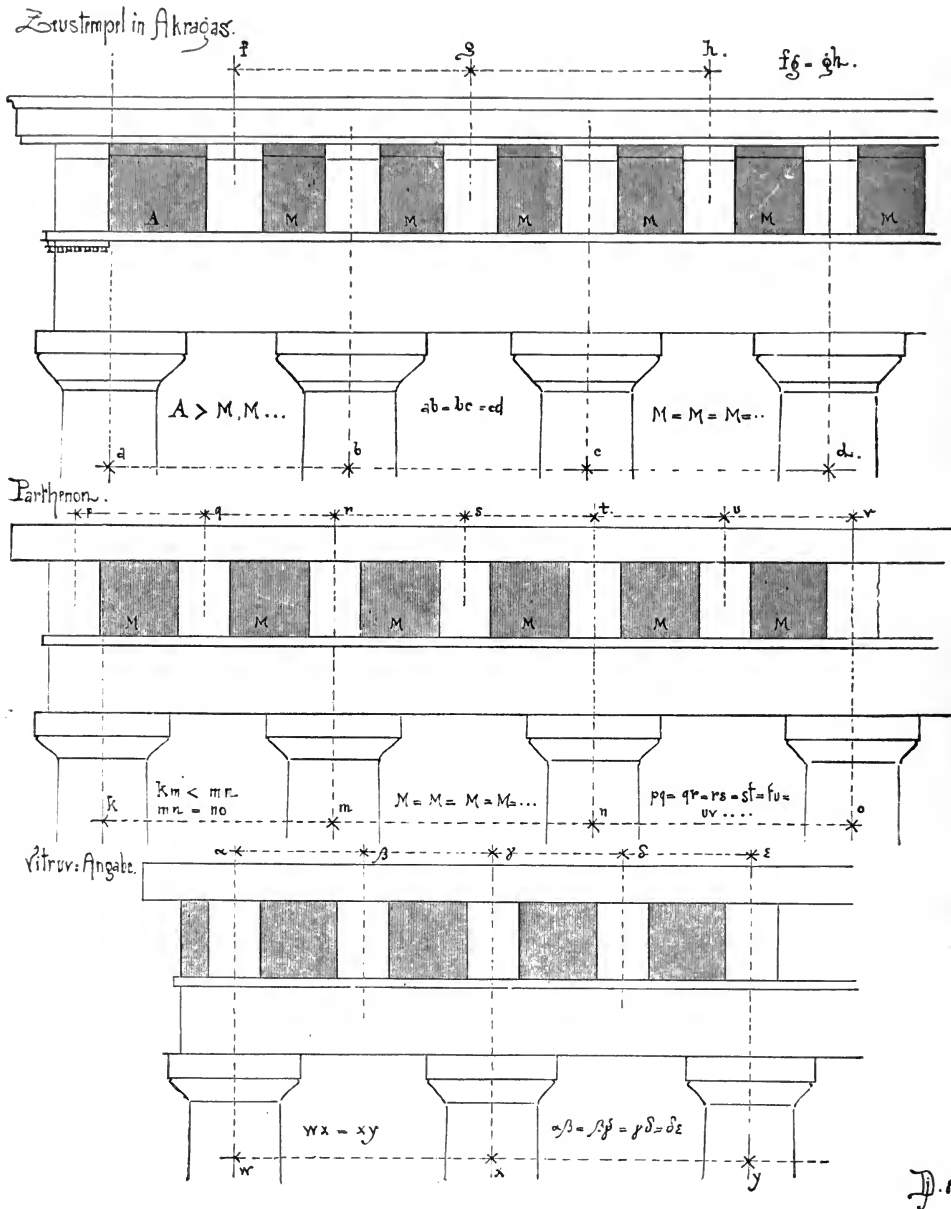 Zeustempel in Akragas.
f g h.
fg = gh.
A M M M M M M
A > M, M ...
ab = bc = cd
M = M = M = ..
a b c d.
Parthenon.
p q r s t. u v
M M M M M M
km < mn
mn = no
M = M = M = M = ...
pq = qr = rs = st = tu =
uv ....
k m n o
Vitruv: Angabe.
α β γ δ ε
wx = xy
αβ = βγ = γδ = δε
w x y